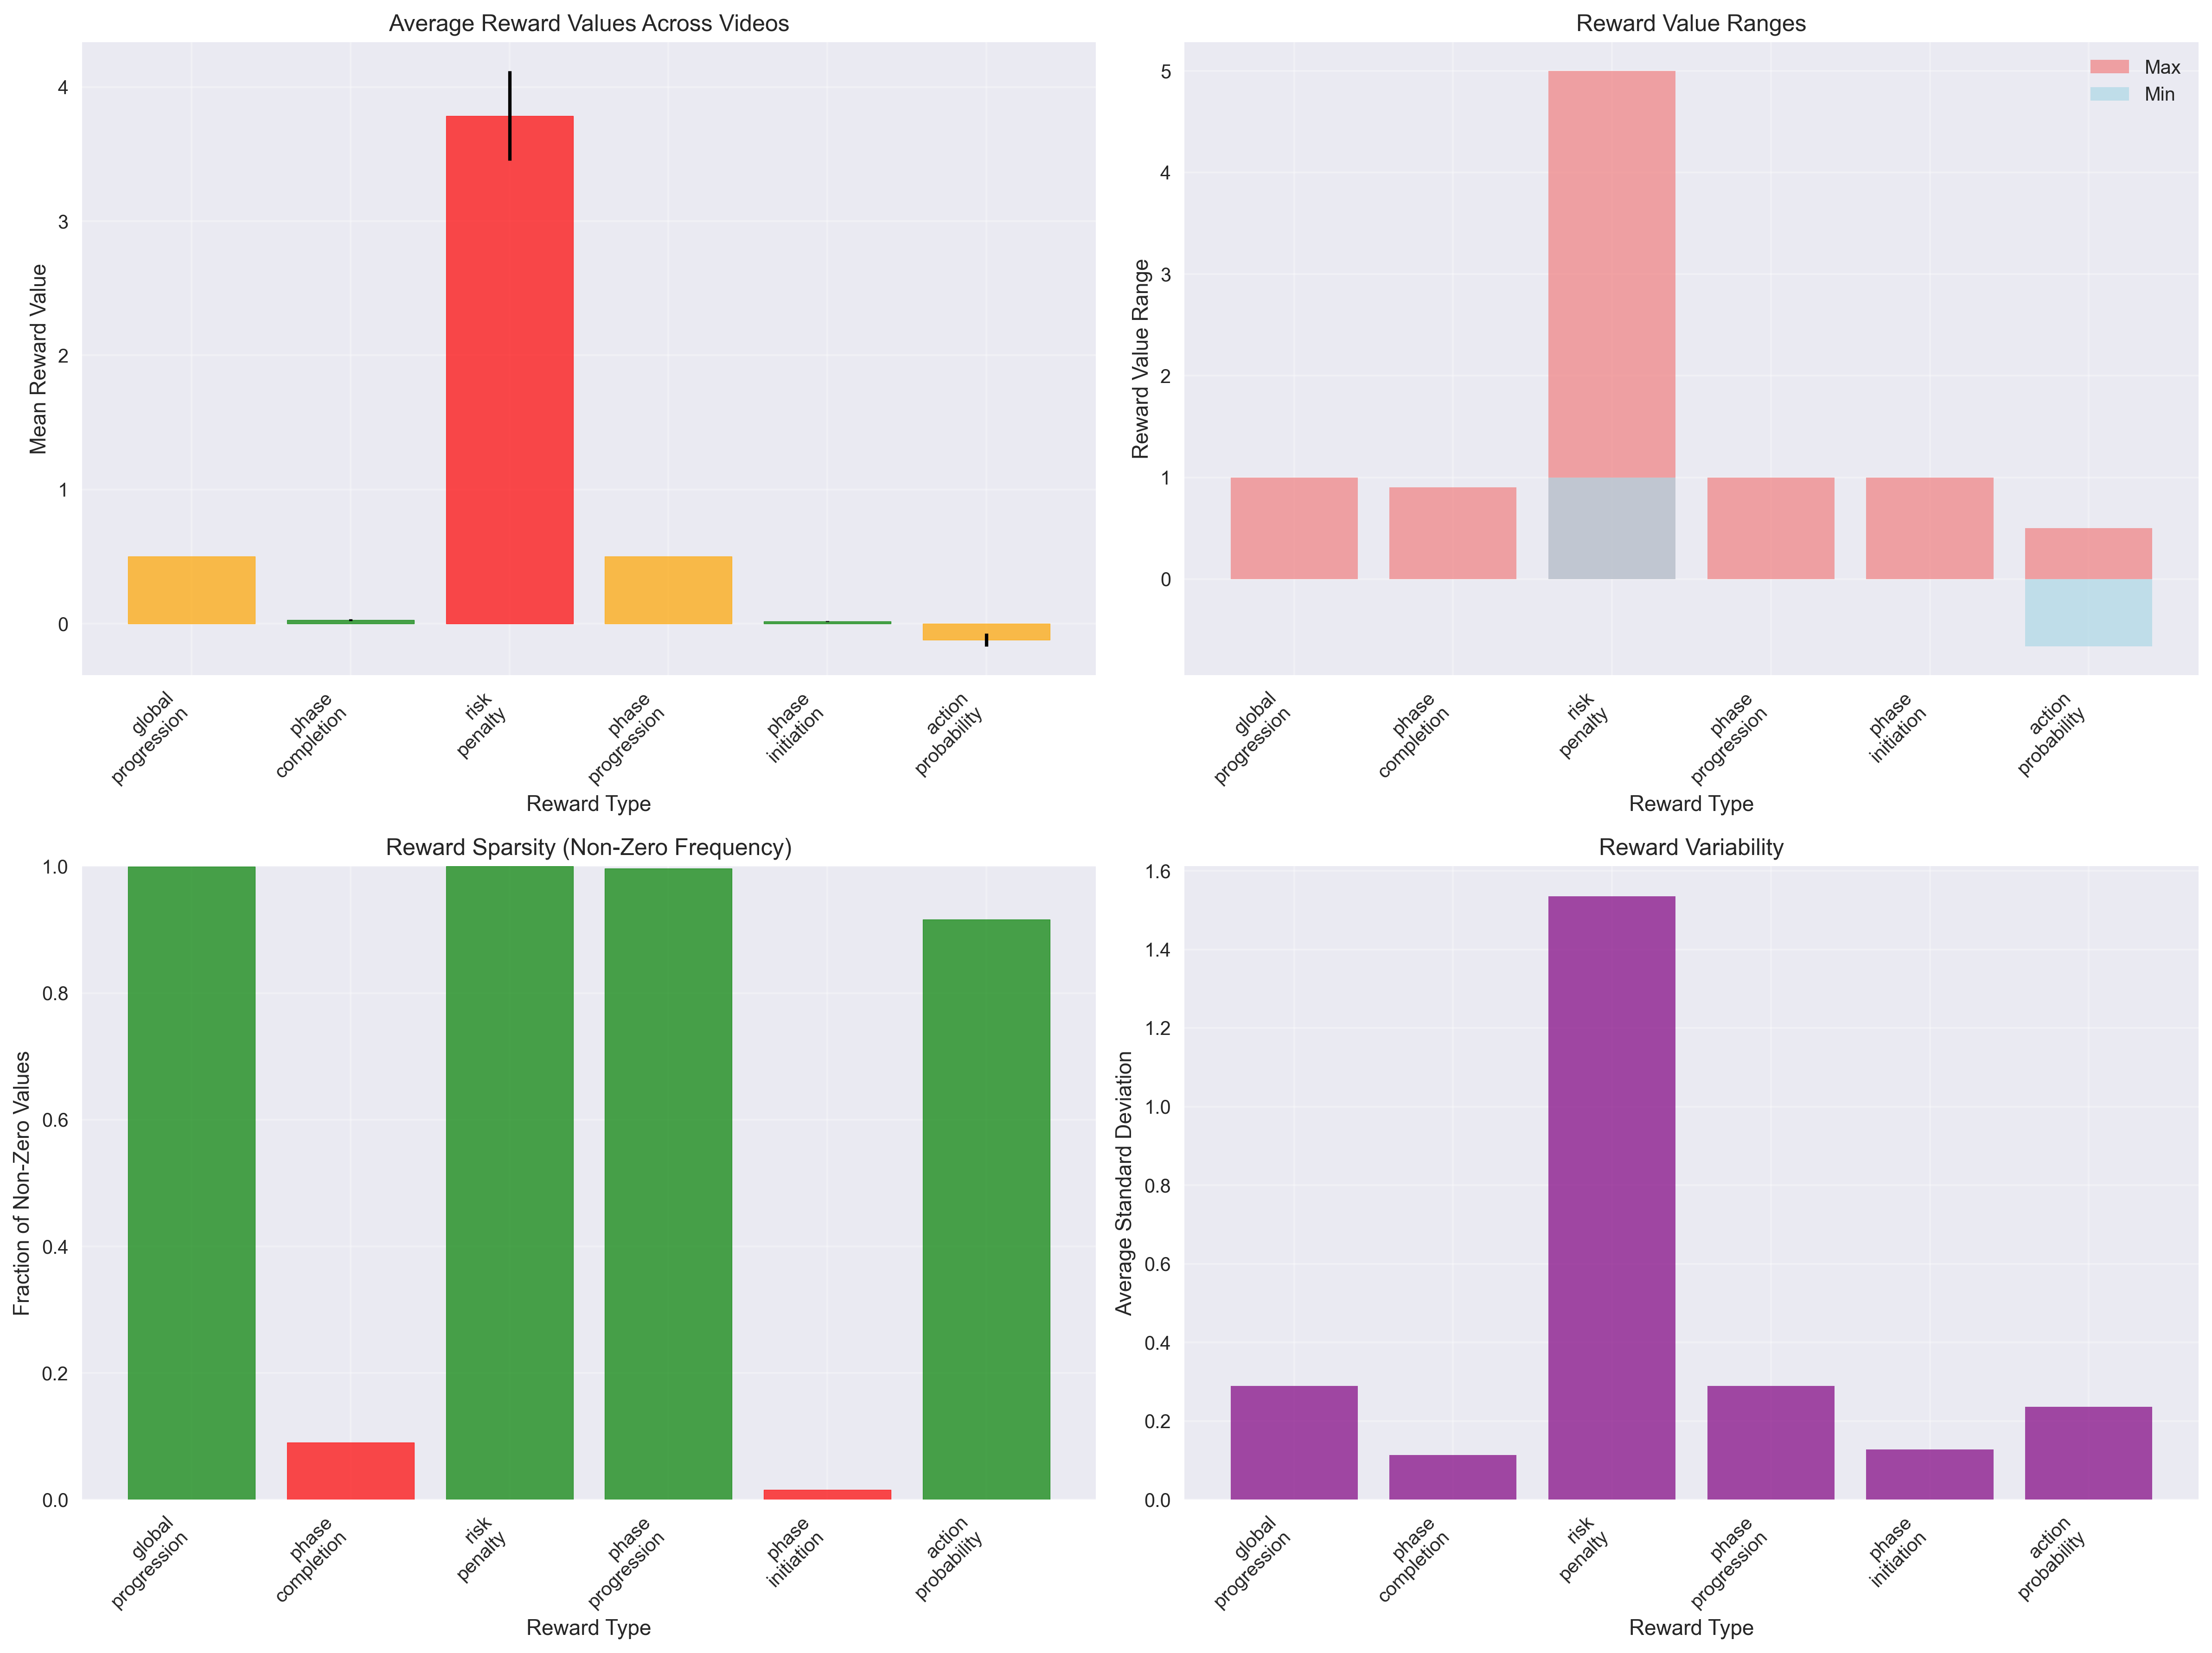 Average Reward Values Across Videos
Mean Reward Value
4
3
2
1
0
global
progression
phase
completion
risk
penalty
phase
progression
phase
initiation
action
probability
Reward Type
Reward Value Ranges
Max
Min
Reward Value Range
5
4
3
2
1
0
global
progression
phase
completion
risk
penalty
phase
progression
phase
initiation
action
probability
Reward Type
Reward Sparsity (Non-Zero Frequency)
Fraction of Non-Zero Values
1.0
0.8
0.6
0.4
0.2
0.0
global
progression
phase
completion
risk
penalty
phase
progression
phase
initiation
action
probability
Reward Type
Reward Variability
Average Standard Deviation
1.6
1.4
1.2
1.0
0.8
0.6
0.4
0.2
0.0
global
progression
phase
completion
risk
penalty
phase
progression
phase
initiation
action
probability
Reward Type